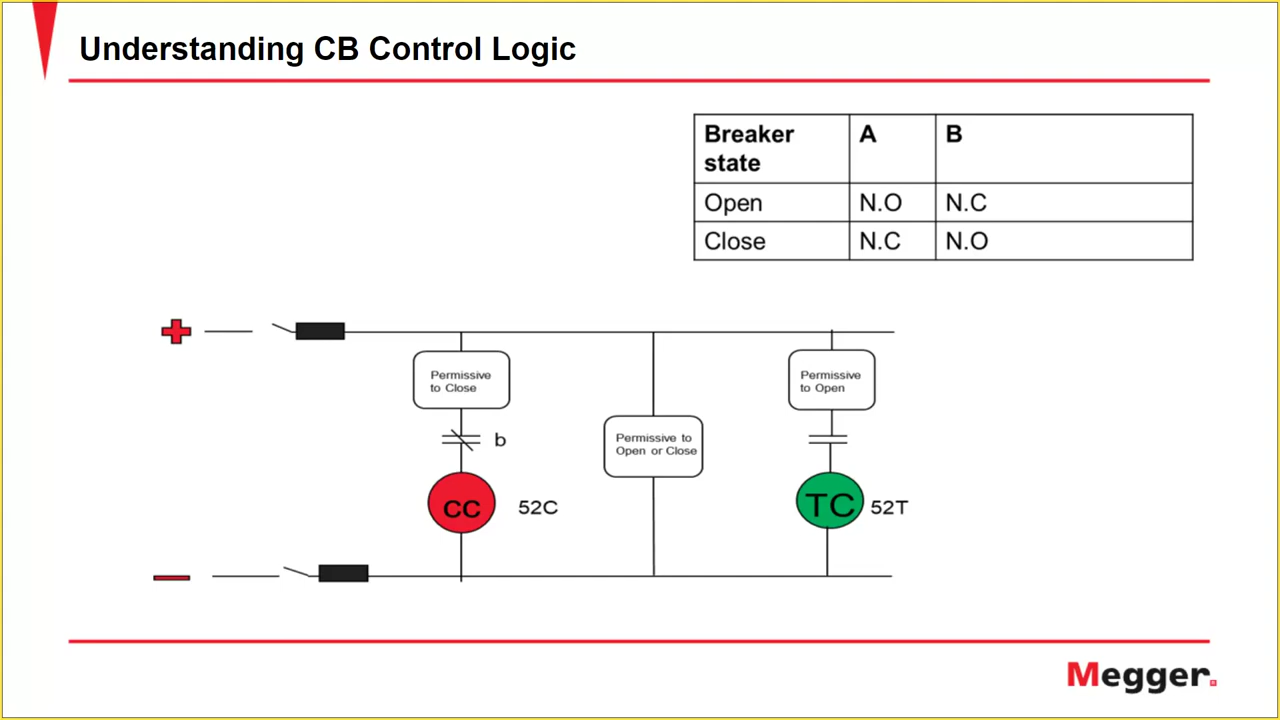 Understanding CB Control Logic
Breaker state
A
B
Open
N.O
N.C
Close
N.C
N.O
Permissive
to Close
Permissive
to Open
b
Permissive to
Open or Close
CC
52C
TC
52T
Megger.